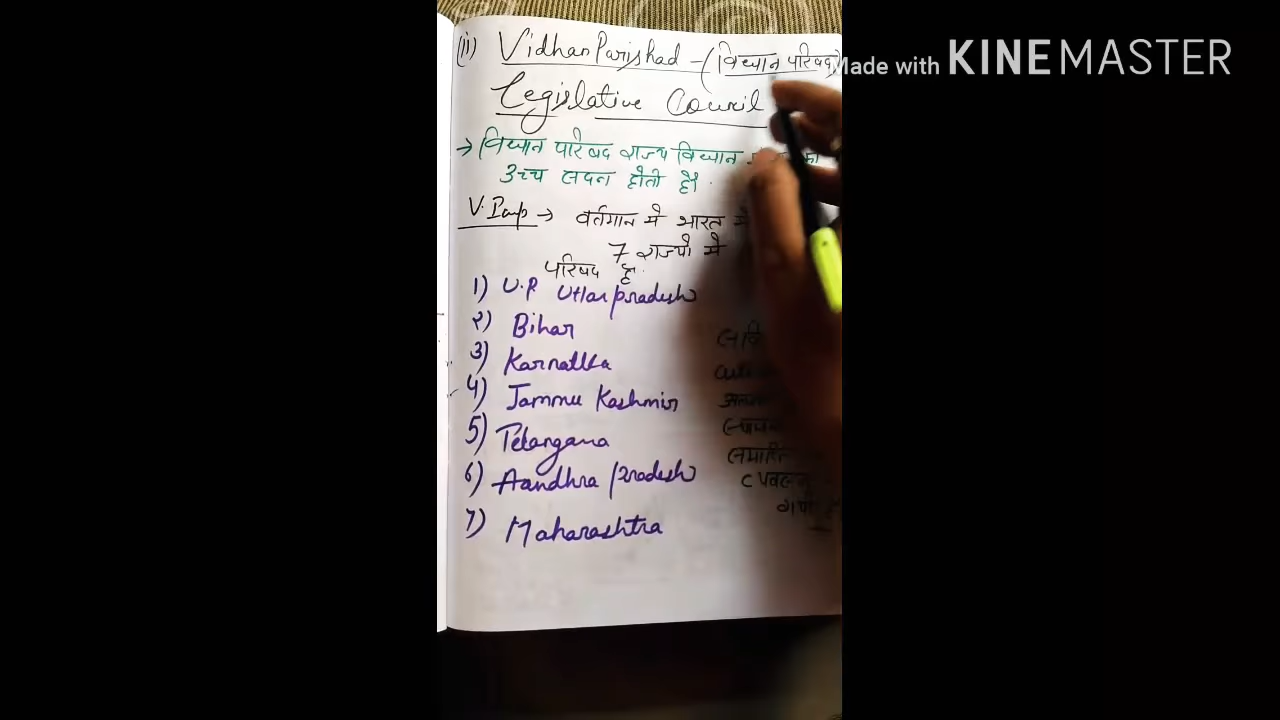 (ii) Vidhan Parishad - (विधान परिषद)
Legislative Council
→ विधान परिषद राज्य विधान
उच्च सदन होती है।
V.Imp → वर्तमान मे भारत मे
7 राज्यो मे
परिषद है.
1) U.P. Uttar pradesh
2) Bihar
3) Karnatka
4) Jammu Kashmir
5) Telangana
6) Aandhra pradesh
7) Maharashtra
Made with KINEMASTER